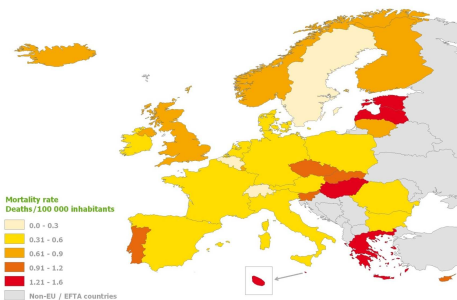 Mortality rate
Deaths/100 000 inhabitants
0.0 - 0.3
0.31 - 0.6
0.61 - 0.9
0.91 - 1.2
1.21 - 1.6
Non-EU / EFTA countries